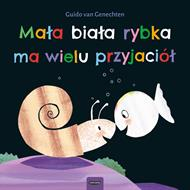 Guido van Genechten
Mała biała rybka
ma wielu przyjaciół